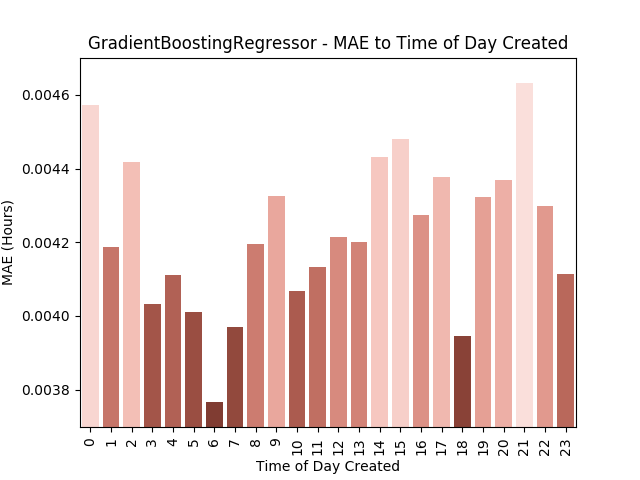 GradientBoostingRegressor - MAE to Time of Day Created
MAE (Hours)
0.0046
0.0044
0.0042
0.0040
0.0038
0 1 2 3 4 5 6 7 8 9 10 11 12 13 14 15 16 17 18 19 20 21 22 23
Time of Day Created